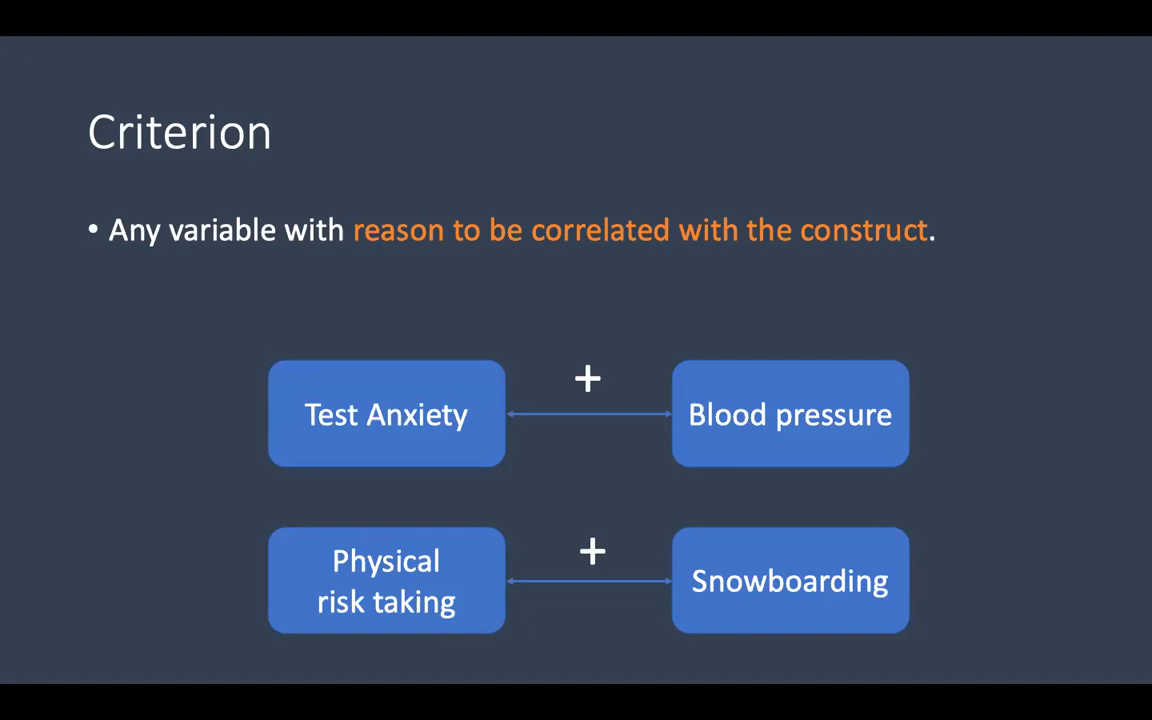 Criterion
• Any variable with reason to be correlated with the construct.
+
Test Anxiety
Blood pressure
+
Physical
risk taking
Snowboarding